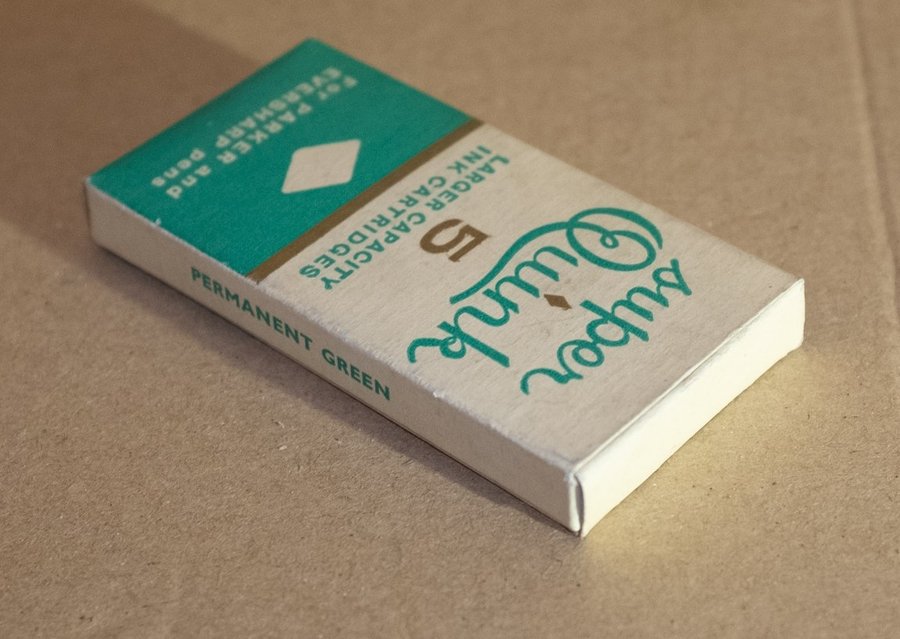 super
Quink
5
LARGER CAPACITY
INK CARTRIDGES
For PARKER and
EVERSHARP pens
PERMANENT GREEN